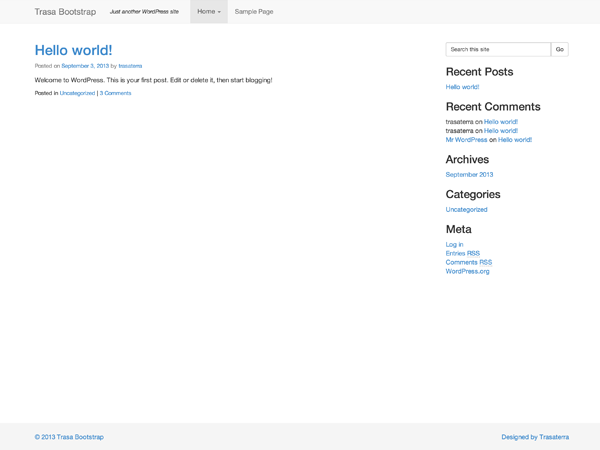 Trasa Bootstrap Just another WordPress site Home Sample Page
Hello world!
Posted on September 3, 2013 by trasaterra
Welcome to WordPress. This is your first post. Edit or delete it, then start blogging!
Posted in Uncategorized | 3 Comments
Search this site Go
Recent Posts
Hello world!
Recent Comments
trasaterra on Hello world!
trasaterra on Hello world!
Mr WordPress on Hello world!
Archives
September 2013
Categories
Uncategorized
Meta
Log in
Entries RSS
Comments RSS
WordPress.org
© 2013 Trasa Bootstrap Designed by Trasaterra